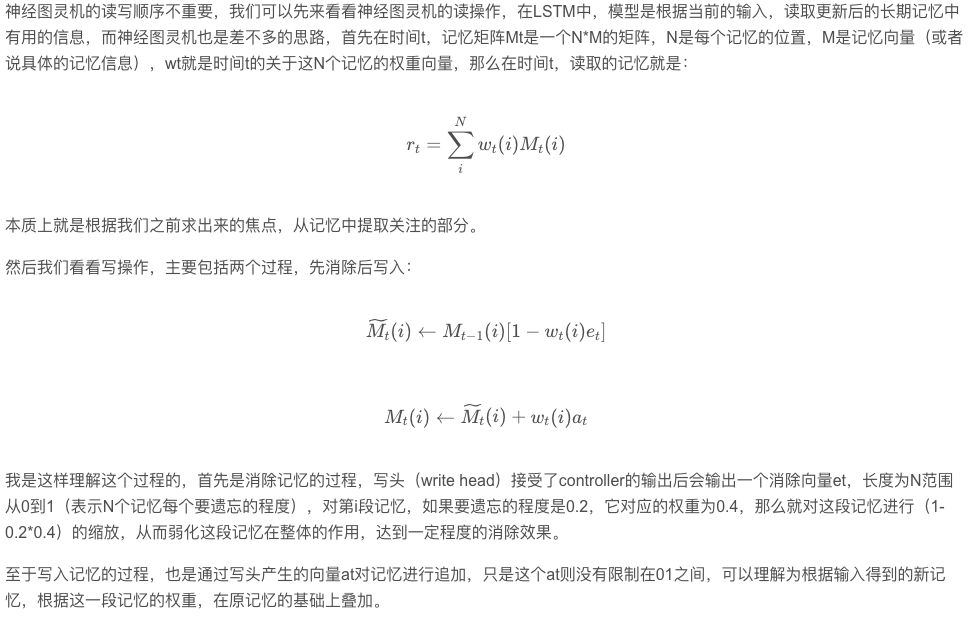 神经图灵机的读写顺序不重要，我们可以先来看看神经图灵机的读操作，在LSTM中，模型是根据当前的输入，读取更新后的长期记忆中
有用的信息，而神经图灵机也是差不多的思路，首先在时间t，记忆矩阵Mt是一个N*M的矩阵，N是每个记忆的位置，M是记忆向量（或者
说具体的记忆信息），wt就是时间t的关于这N个记忆的权重向量，那么在时间t，读取的记忆就是：
r_t = \sum_i^N w_t(i)M_t(i)
本质上就是根据我们之前求出来的焦点，从记忆中提取关注的部分。
然后我们看看写操作，主要包括两个过程，先消除后写入：
\widetilde{M}_t(i) ← M_{t-1}(i)[1 − w_t(i)e_t]
M_t(i) ← \widetilde{M}_t(i) + w_t(i)a_t
我是这样理解这个过程的，首先是消除记忆的过程，写头（write head）接受了controller的输出后会输出一个消除向量et，长度为N范围
从0到1（表示N个记忆每个要遗忘的程度），对第i段记忆，如果要遗忘的程度是0.2，它对应的权重为0.4，那么就对这段记忆进行（1-
0.2*0.4）的缩放，从而弱化这段记忆在整体的作用，达到一定程度的消除效果。
至于写入记忆的过程，也是通过写头产生的向量at对记忆进行追加，只是这个at则没有限制在01之间，可以理解为根据输入得到的新记
忆，根据这一段记忆的权重，在原记忆的基础上叠加。